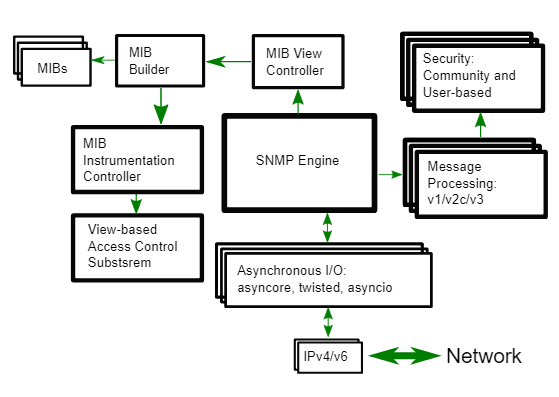 MIBs
MIB
Builder
MIB View
Controller
Security:
Community and
User-based
MIB
Instrumentation
Controller
SNMP Engine
Message
Processing:
v1/v2c/v3
View-based
Access Control
Substsrem
Asynchronous I/O:
asyncore, twisted, asyncio
IPv4/v6
Network